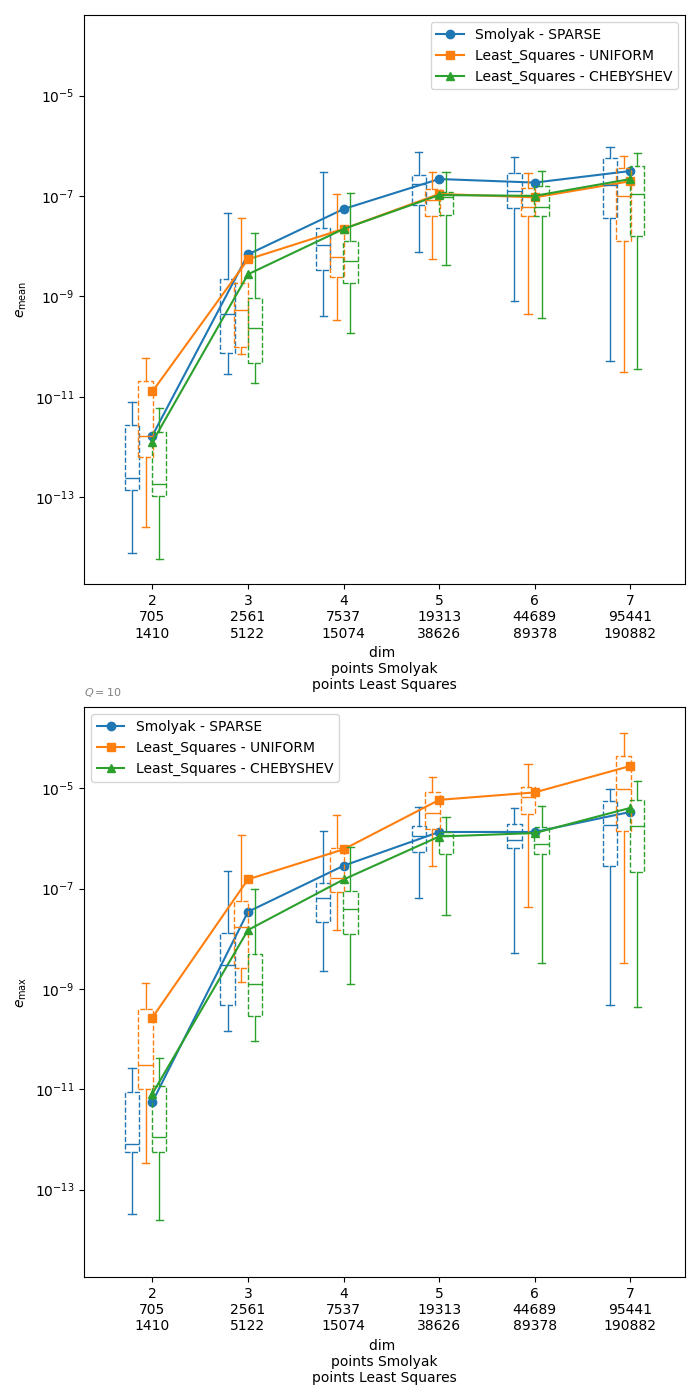 Smolyak - SPARSE
Least_Squares - UNIFORM
Least_Squares - CHEBYSHEV
10⁻⁵
10⁻⁷
10⁻⁹
10⁻¹¹
10⁻¹³
e_mean
2 3 4 5 6 7
705 2561 7537 19313 44689 95441
1410 5122 15074 38626 89378 190882
dim
points Smolyak
points Least Squares
Q = 10
Smolyak - SPARSE
Least_Squares - UNIFORM
Least_Squares - CHEBYSHEV
10⁻⁵
10⁻⁷
10⁻⁹
10⁻¹¹
10⁻¹³
e_max
2 3 4 5 6 7
705 2561 7537 19313 44689 95441
1410 5122 15074 38626 89378 190882
dim
points Smolyak
points Least Squares